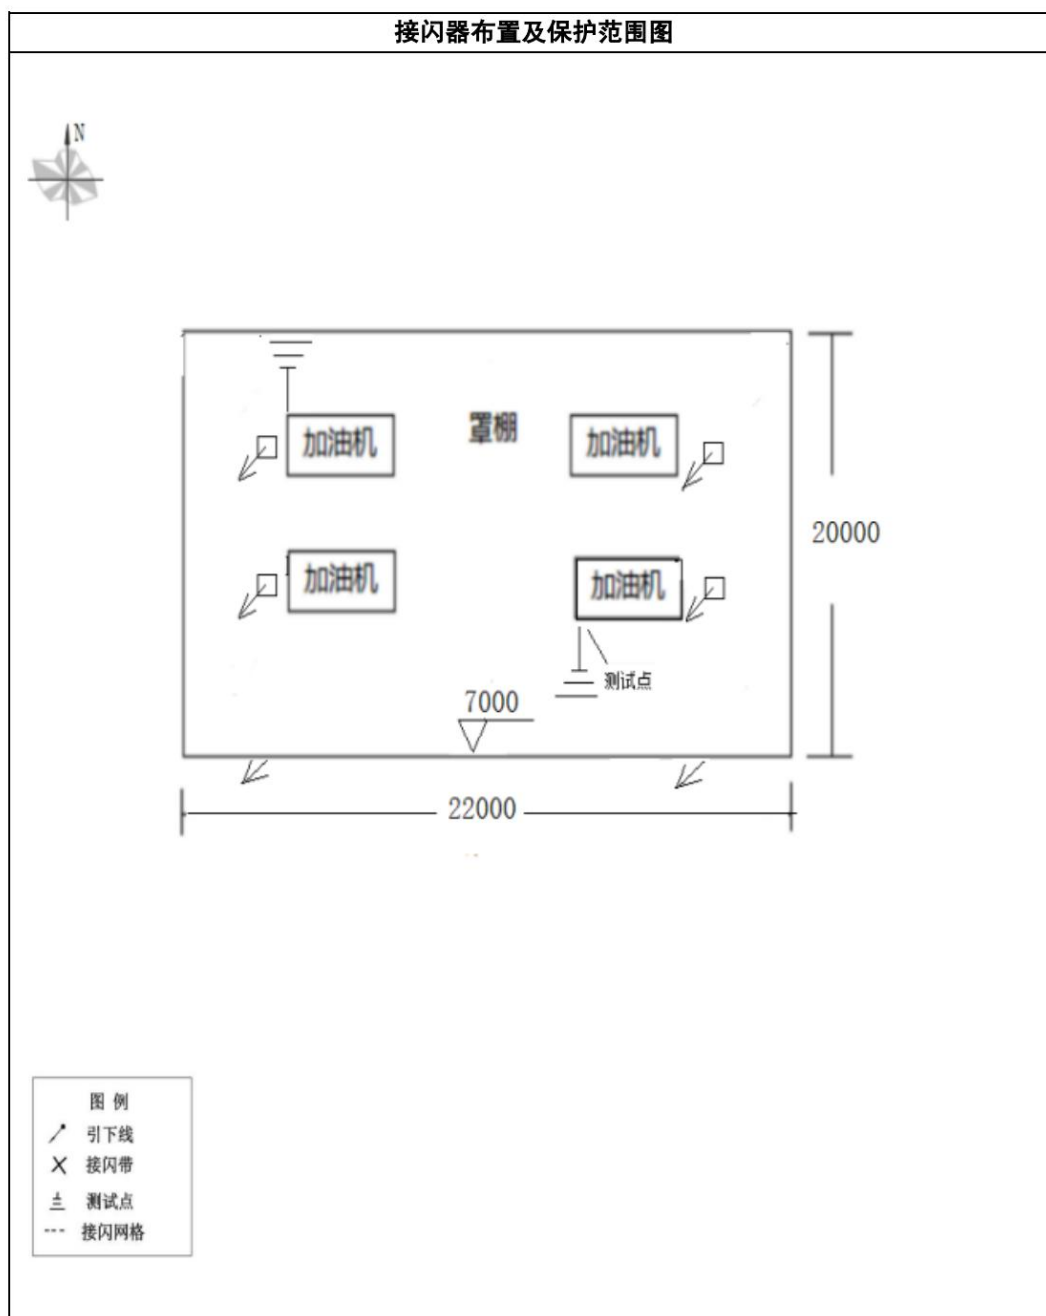 接闪器布置及保护范围图
N
加油机
罩棚
加油机
20000
加油机
加油机
测试点
7000
22000
图 例
引下线
接闪带
测试点
接闪网格